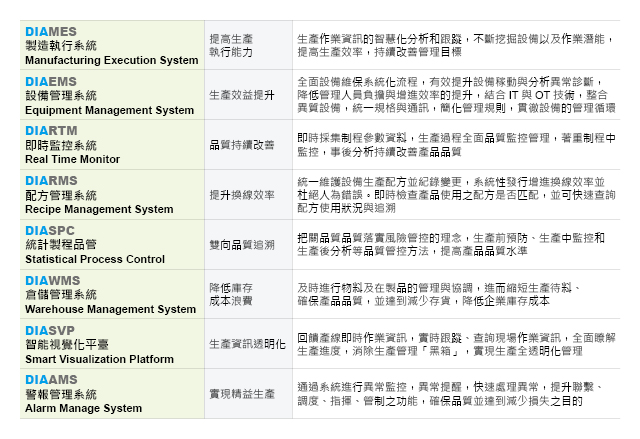 DIAMES
製造執行系統
Manufacturing Execution System
提高生產
執行能力
生產作業資訊的智慧化分析和跟蹤，不斷挖掘設備以及作業潛能，
提高生產效率，持續改善管理目標
DIAEMS
設備管理系統
Equipment Management System
生產效益提升
全面設備維保系統化流程，有效提升設備稼動與分析異常診斷，
降低管理人員負擔與增進效率的提升，結合 IT 與 OT 技術，整合
異質設備，統一規格與通訊，簡化管理規則，貫徹設備的管理循環
DIARTM
即時監控系統
Real Time Monitor
品質持續改善
即時採集制程參數資料，生產過程全面品質監控管理，著重制程中
監控，事後分析持續改善產品品質
DIARMS
配方管理系統
Recipe Management System
提升換線效率
統一維護設備生產配方並紀錄變更，系統性發行增進換線效率並
杜絕人為錯誤。即時檢查產品使用之配方是否匹配，並可快速查詢
配方使用狀況與追溯
DIASPC
統計製程品管
Statistical Process Control
雙向品質追溯
把關品質品質落實風險管控的理念，生產前預防、生產中監控和
生產後分析等品質管控方法，提高產品品質水準
DIAWMS
倉儲管理系統
Warehouse Management System
降低庫存
成本浪費
及時進行物料及在製品的管理與協調，進而縮短生產待料、
確保產品品質，並達到減少存貨，降低企業庫存成本
DIASVP
智能視覺化平臺
Smart Visualization Platform
生產資訊透明化
回饋產線即時作業資訊，實時跟蹤、查詢現場作業資訊，全面瞭解
生產進度，消除生產管理「黑箱」，實現生產全透明化管理
DIAAMS
警報管理系統
Alarm Manage System
實現精益生產
通過系統進行異常監控，異常提醒，快速處理異常，提升聯繫、
調度、指揮、管制之功能，確保品質並達到減少損失之目的